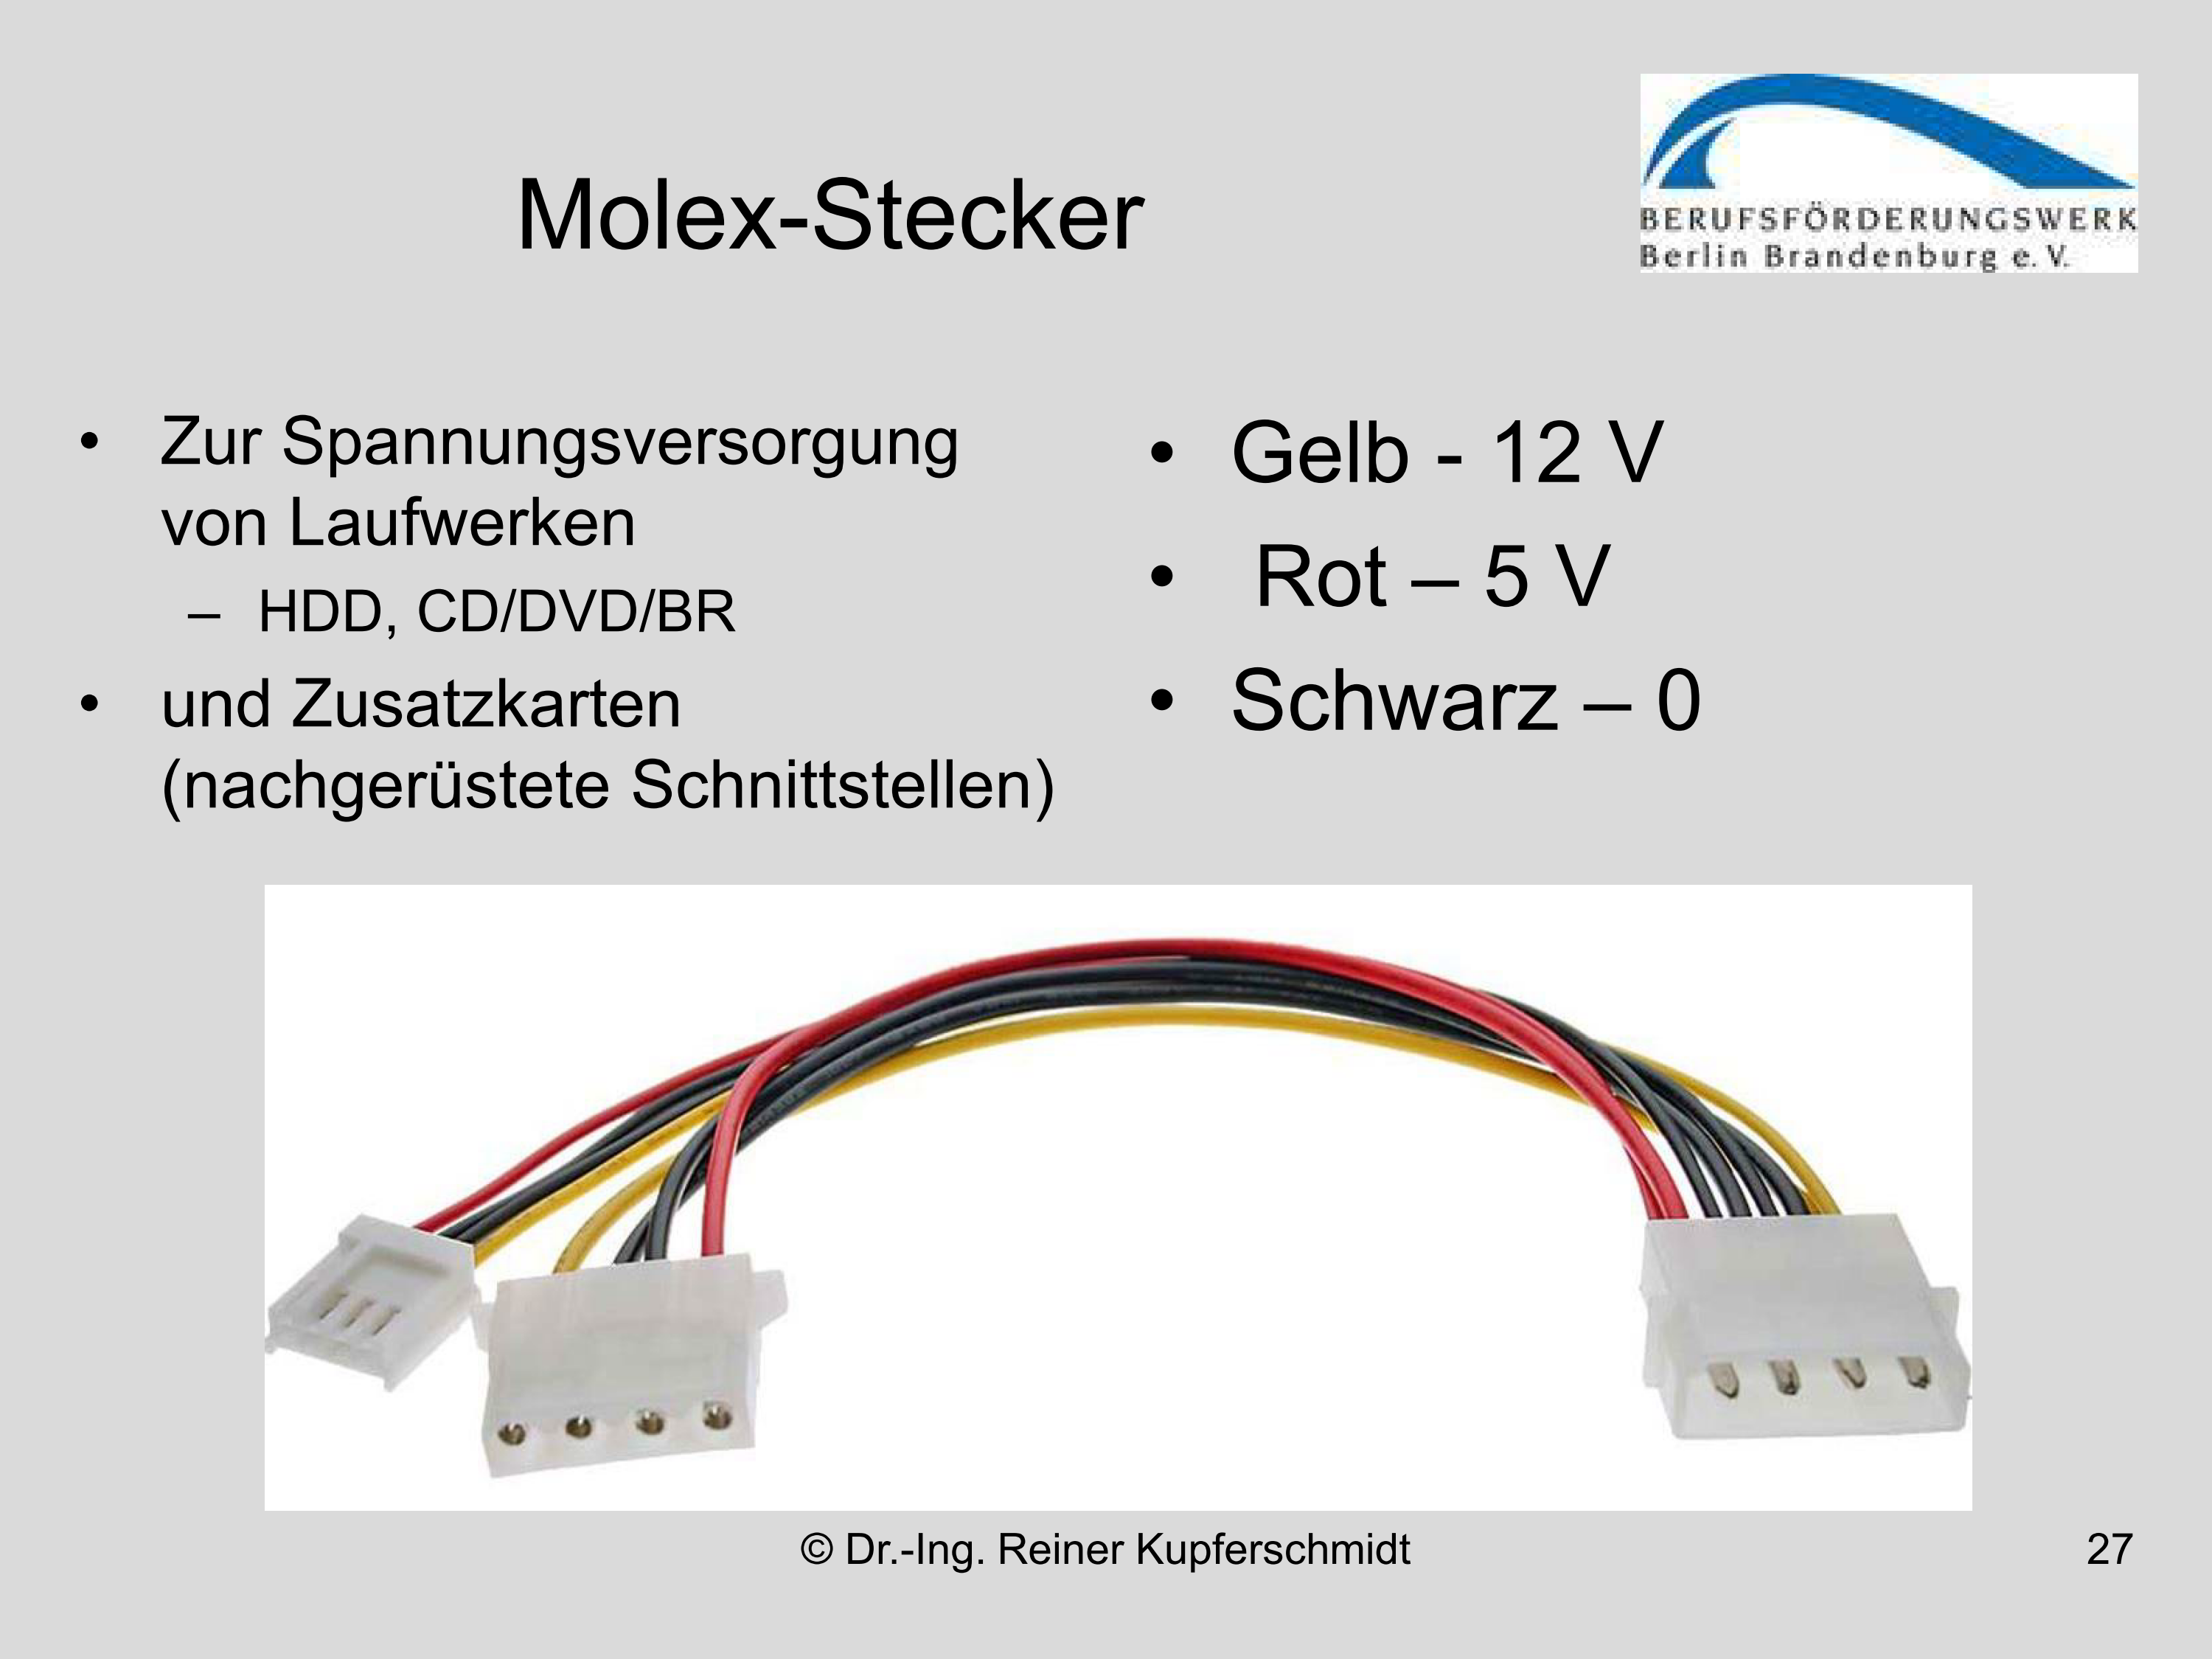 Molex-Stecker
BERUFSFÖRDERUNGSWERK
Berlin Brandenburg e. V.
• Zur Spannungsversorgung
von Laufwerken
– HDD, CD/DVD/BR
• und Zusatzkarten
(nachgerüstete Schnittstellen)
• Gelb - 12 V
• Rot – 5 V
• Schwarz – 0
© Dr.-Ing. Reiner Kupferschmidt
27